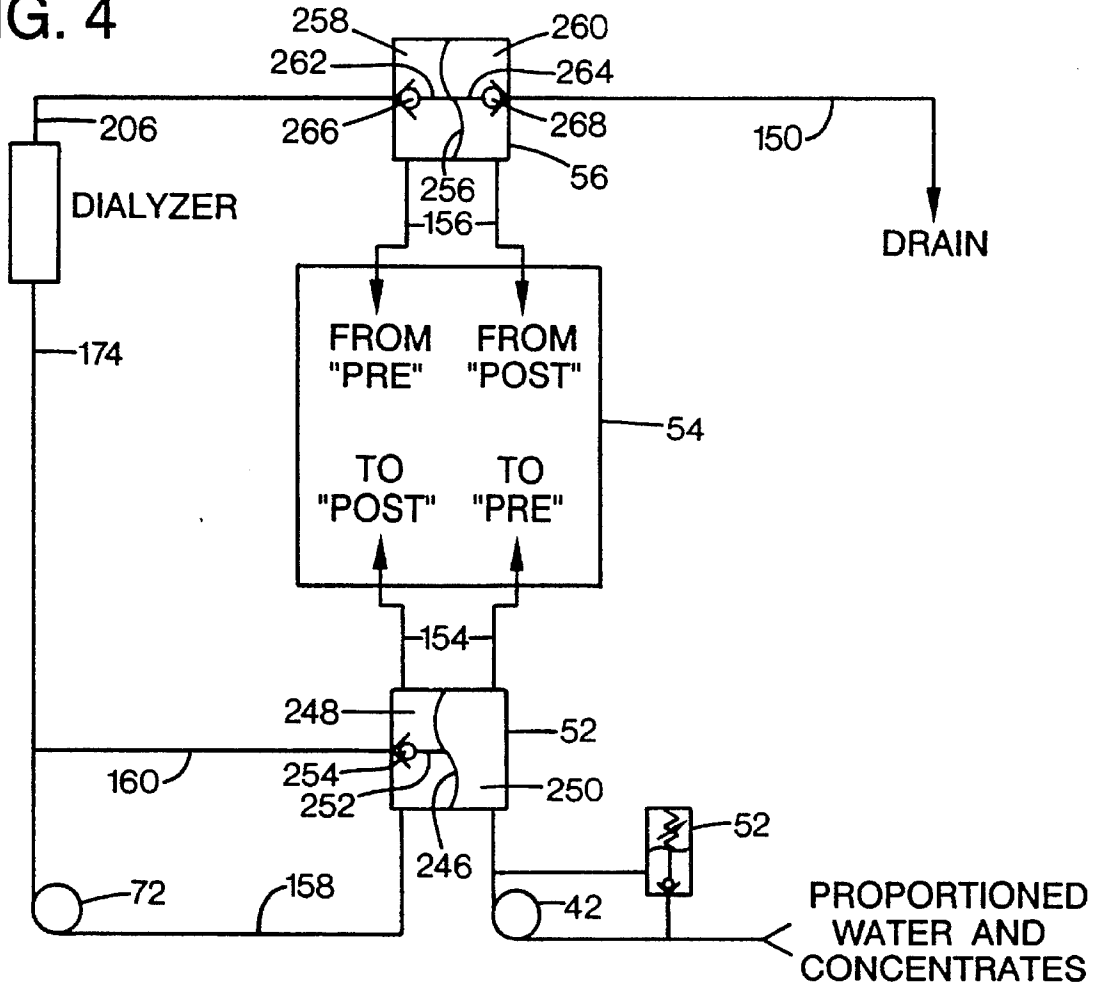 FIG. 4
258
260
262
264
206
266
268
150
256
56
DIALYZER
156
DRAIN
FROM "PRE"
FROM "POST"
174
54
TO "POST"
TO "PRE"
154
248
52
160
254
252
250
246
52
72
158
42
PROPORTIONED
WATER AND
CONCENTRATES